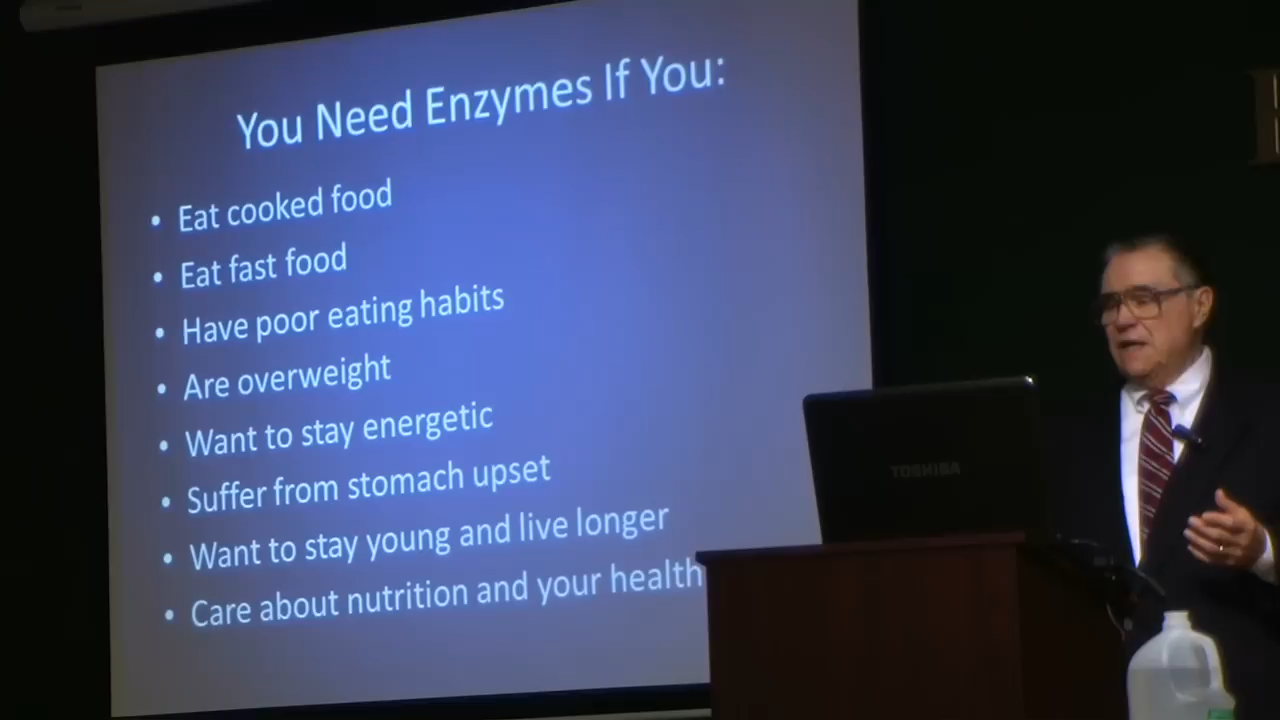 You Need Enzymes If You:
• Eat cooked food
• Eat fast food
• Have poor eating habits
• Are overweight
• Want to stay energetic
• Suffer from stomach upset
• Want to stay young and live longer
• Care about nutrition and your health
TOSHIBA